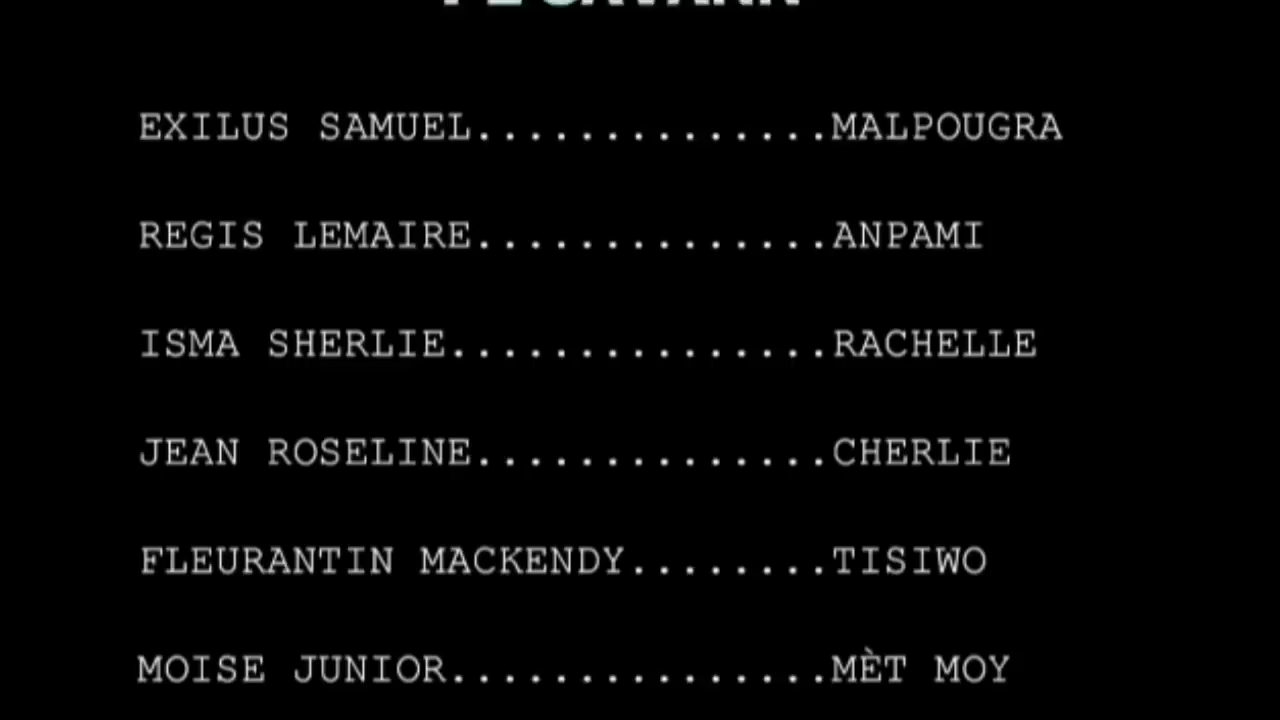 EXILUS SAMUEL..............MALPOUGRA
REGIS LEMAIRE..............ANPAMI
ISMA SHERLIE...............RACHELLE
JEAN ROSELINE..............CHERLIE
FLEURANTIN MACKENDY........TISIWO
MOISE JUNIOR...............MÈT MOY